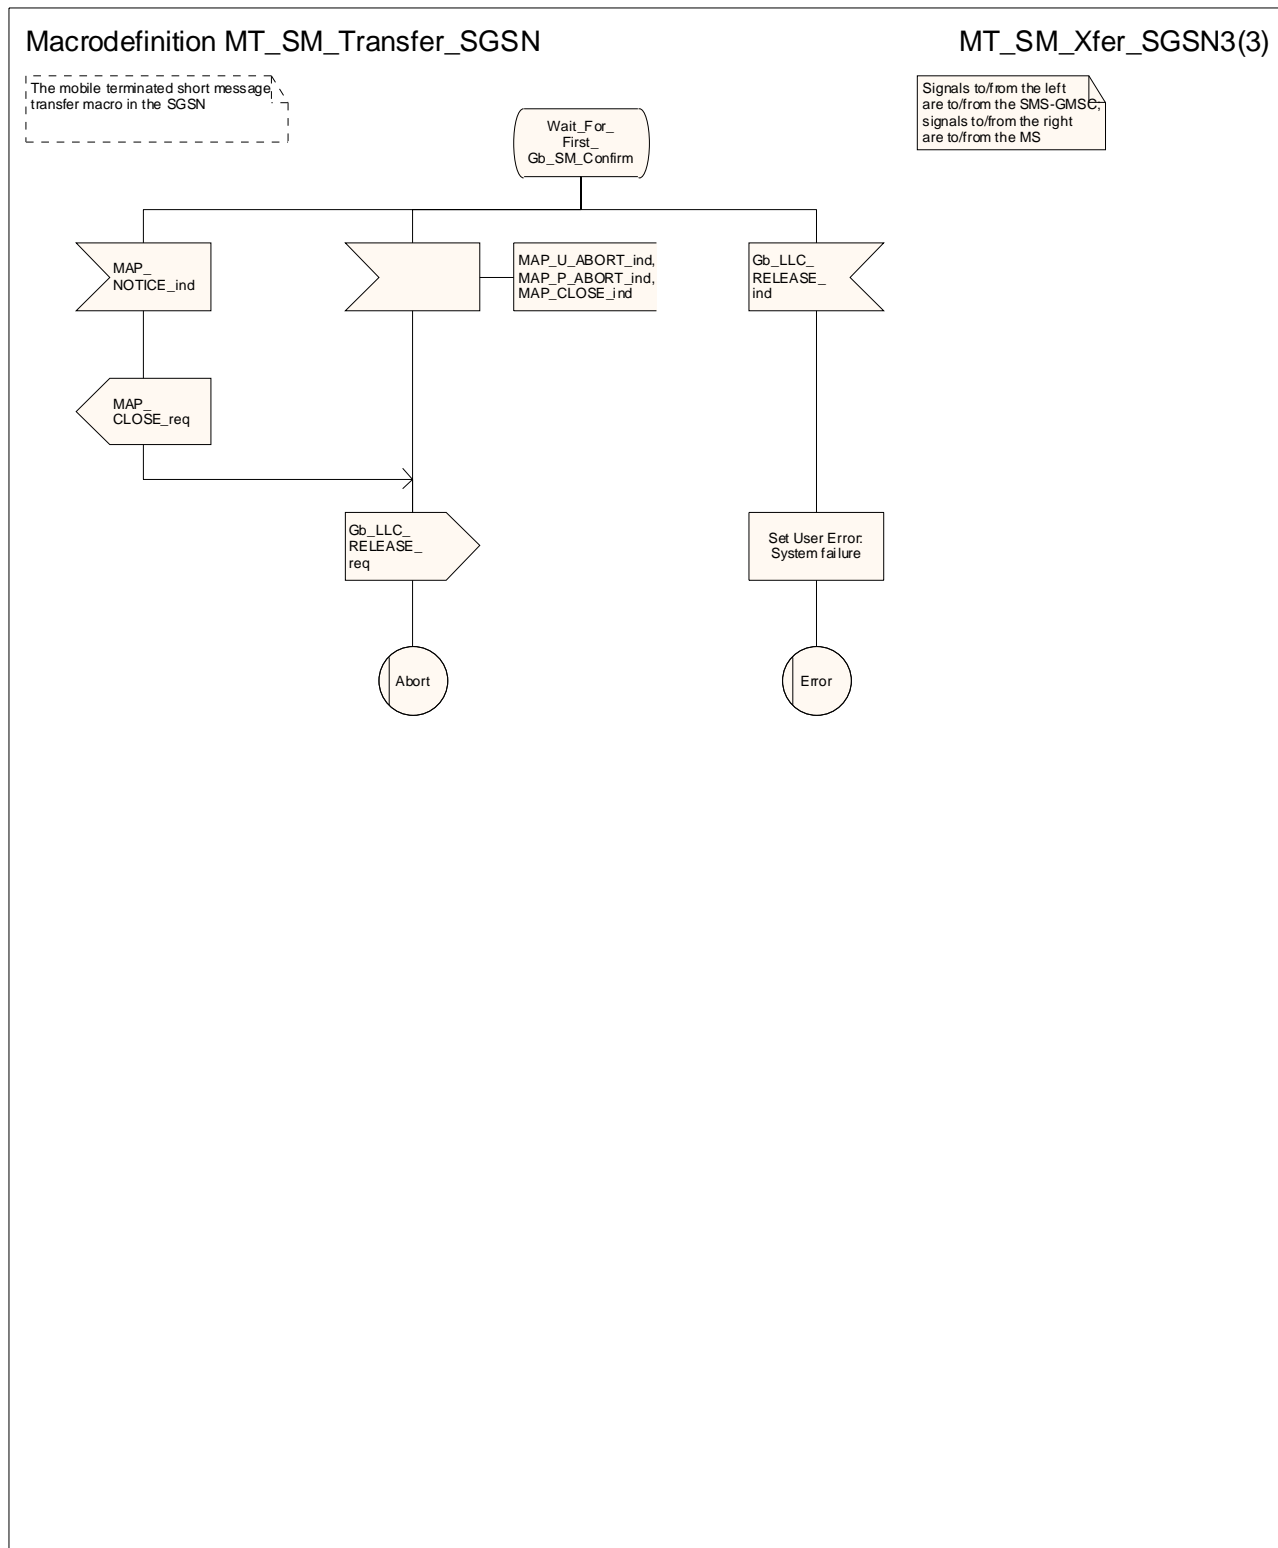 Macrodefinition MT_SM_Transfer_SGSN
MT_SM_Xfer_SGSN3(3)
The mobile terminated short message
transfer macro in the SGSN
Signals to/from the left
are to/from the SMS-GMSC;
signals to/from the right
are to/from the MS
Wait_For_
First_
Gb_SM_Confirm
MAP_
NOTICE_ind
MAP_U_ABORT_ind,
MAP_P_ABORT_ind,
MAP_CLOSE_ind
Gb_LLC_
RELEASE_
ind
MAP_
CLOSE_req
Gb_LLC_
RELEASE_
req
Set User Error:
System failure
Abort
Error